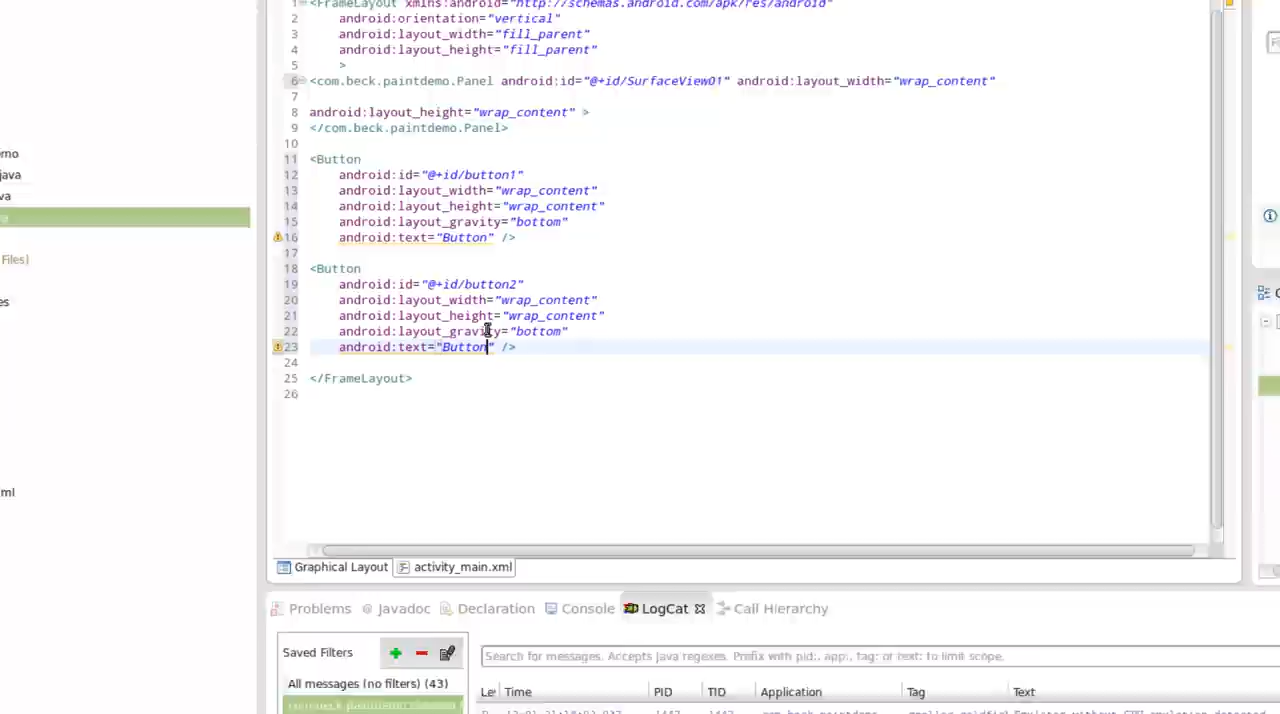 <FrameLayout xmlns:android="http://schemas.android.com/apk/res/android"
2 android:orientation="vertical"
3 android:layout_width="fill_parent"
4 android:layout_height="fill_parent"
5 >
6 <com.beck.paintdemo.Panel android:id="@+id/SurfaceView01" android:layout_width="wrap_content"
7
8 android:layout_height="wrap_content" >
9 </com.beck.paintdemo.Panel>
10
11 <Button
12 android:id="@+id/button1"
13 android:layout_width="wrap_content"
14 android:layout_height="wrap_content"
15 android:layout_gravity="bottom"
16 android:text="Button" />
17
18 <Button
19 android:id="@+id/button2"
20 android:layout_width="wrap_content"
21 android:layout_height="wrap_content"
22 android:layout_gravity="bottom"
23 android:text="Button" />
24
25 </FrameLayout>
26
mo
java
va
Files)
es
ml
Graphical Layout activity_main.xml
Problems @ Javadoc Declaration Console LogCat Call Hierarchy
Saved Filters
Search for messages. Accepts java regexes. Prefix with pid:, app:, tag: or text: to limit scope.
All messages (no filters) (43)
Le Time PID TID Application Tag Text